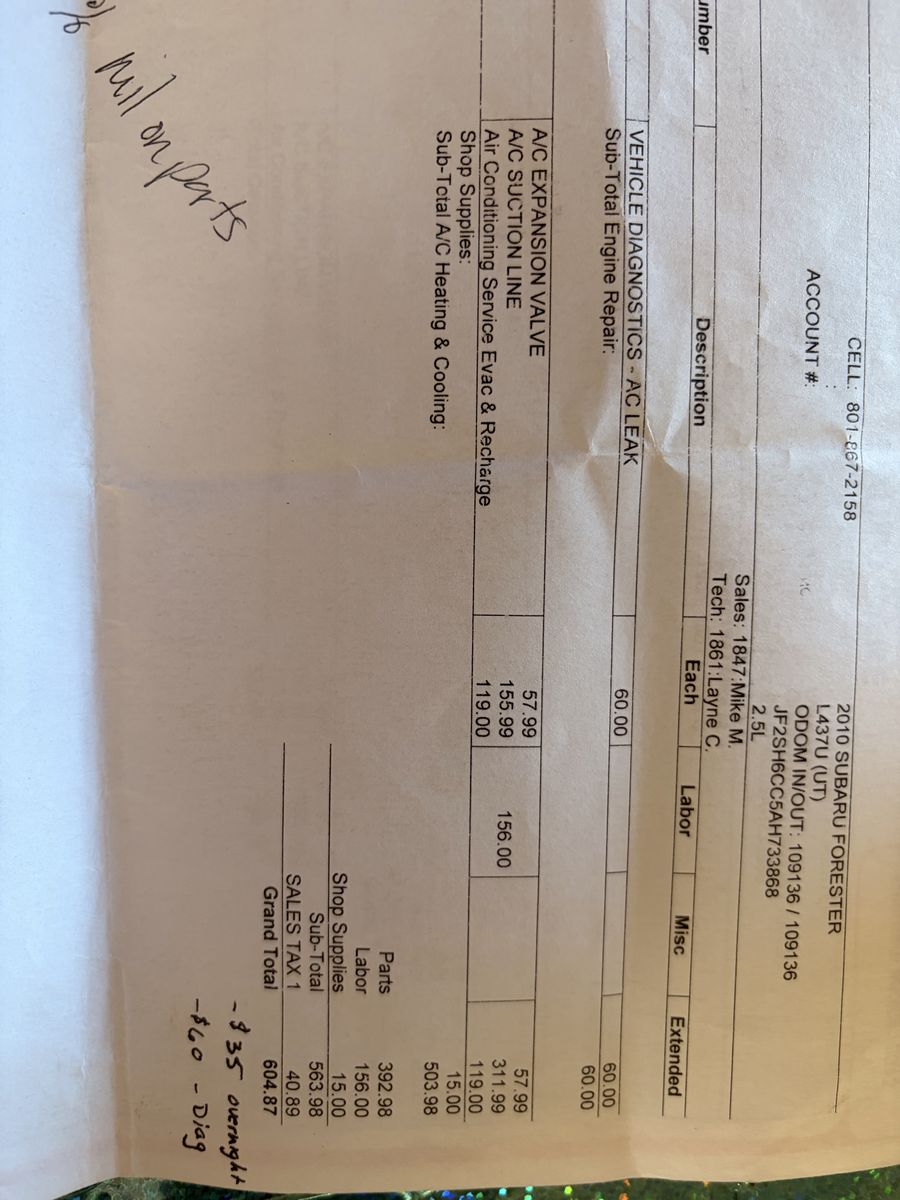 CELL: 801-867-2158
ACCOUNT #:
2010 SUBARU FORESTER
L437U (UT)
ODOM IN/OUT: 109136 / 109136
JF2SH6CC5AH733868
2.5L
Sales: 1847:Mike M.
Tech: 1861:Layne C.
umber Description Each Labor Misc Extended
VEHICLE DIAGNOSTICS - AC LEAK 60.00 60.00
Sub-Total Engine Repair: 60.00
A/C EXPANSION VALVE 57.99 57.99
A/C SUCTION LINE 155.99 156.00 311.99
Air Conditioning Service Evac & Recharge 119.00 119.00
Shop Supplies: 15.00
Sub-Total A/C Heating & Cooling: 503.98
Parts 392.98
Labor 156.00
Shop Supplies 15.00
Sub-Total 563.98
SALES TAX 1 40.89
Grand Total 604.87
- $35 overnight
-$60 - Diag
on parts